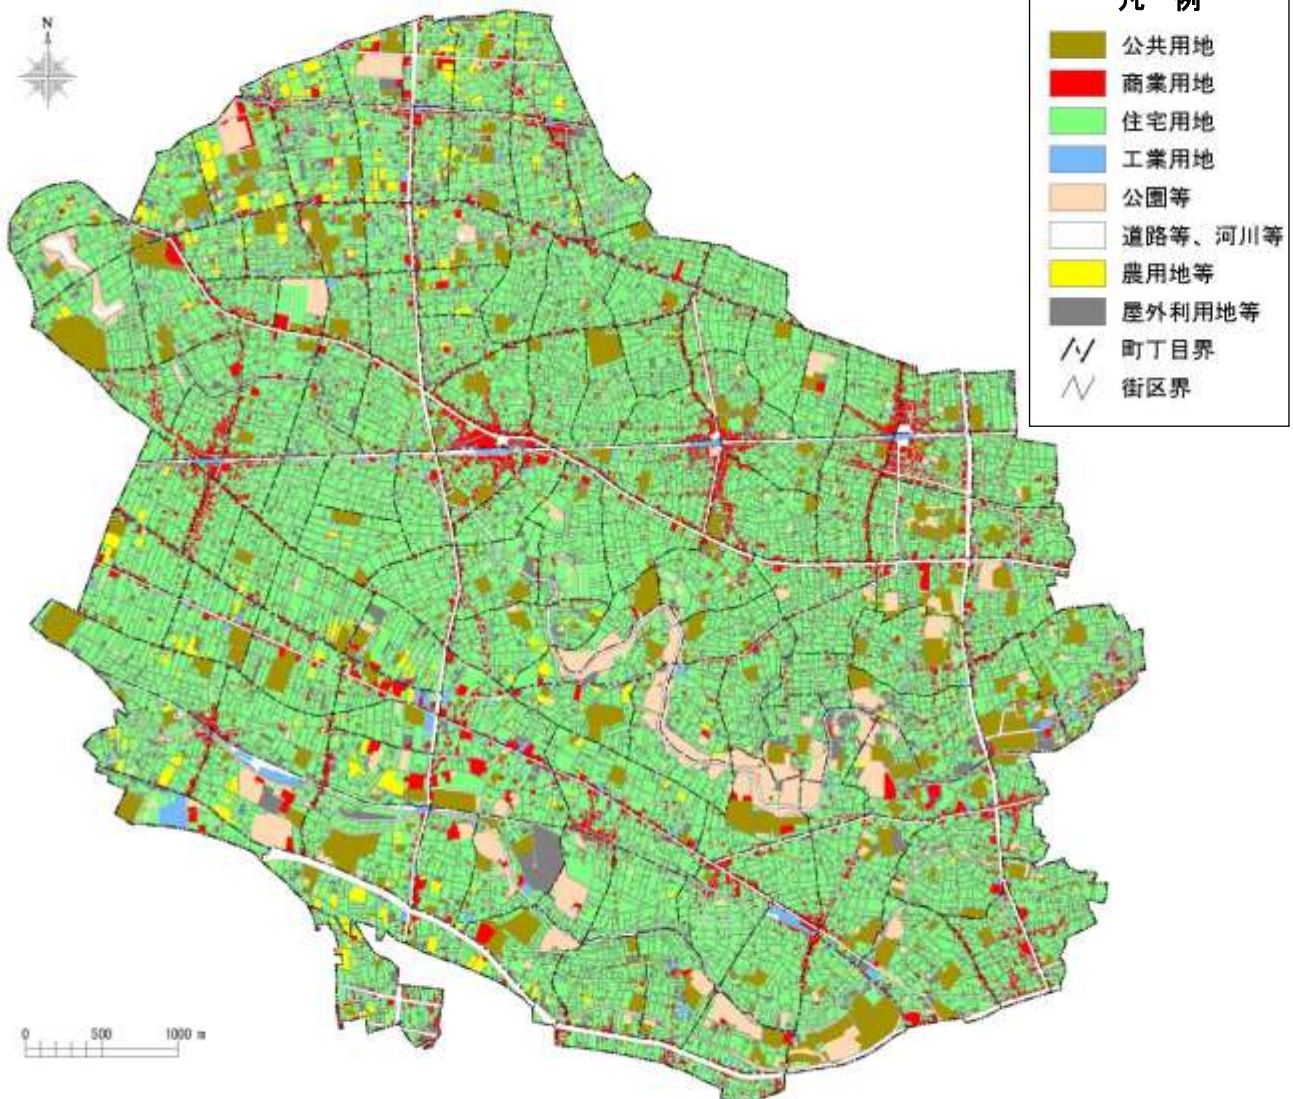 N
凡 例
公共用地
商業用地
住宅用地
工業用地
公園等
道路等、河川等
農用地等
屋外利用地等
町丁目界
街区界
0 500 1000 m